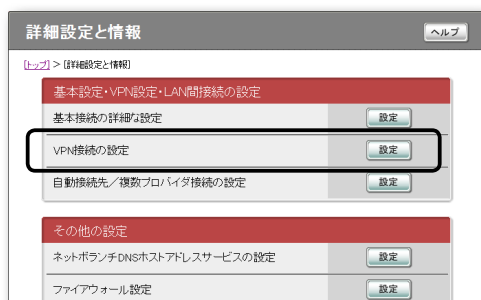 詳細設定と情報
ヘルプ
[トップ] > [詳細設定と情報]
基本設定・VPN設定・LAN間接続の設定
基本接続の詳細な設定 設定
VPN接続の設定 設定
自動接続先／複数プロバイダ接続の設定 設定
その他の設定
ネットボランチDNSホストアドレスサービスの設定 設定
ファイアウォール設定 設定